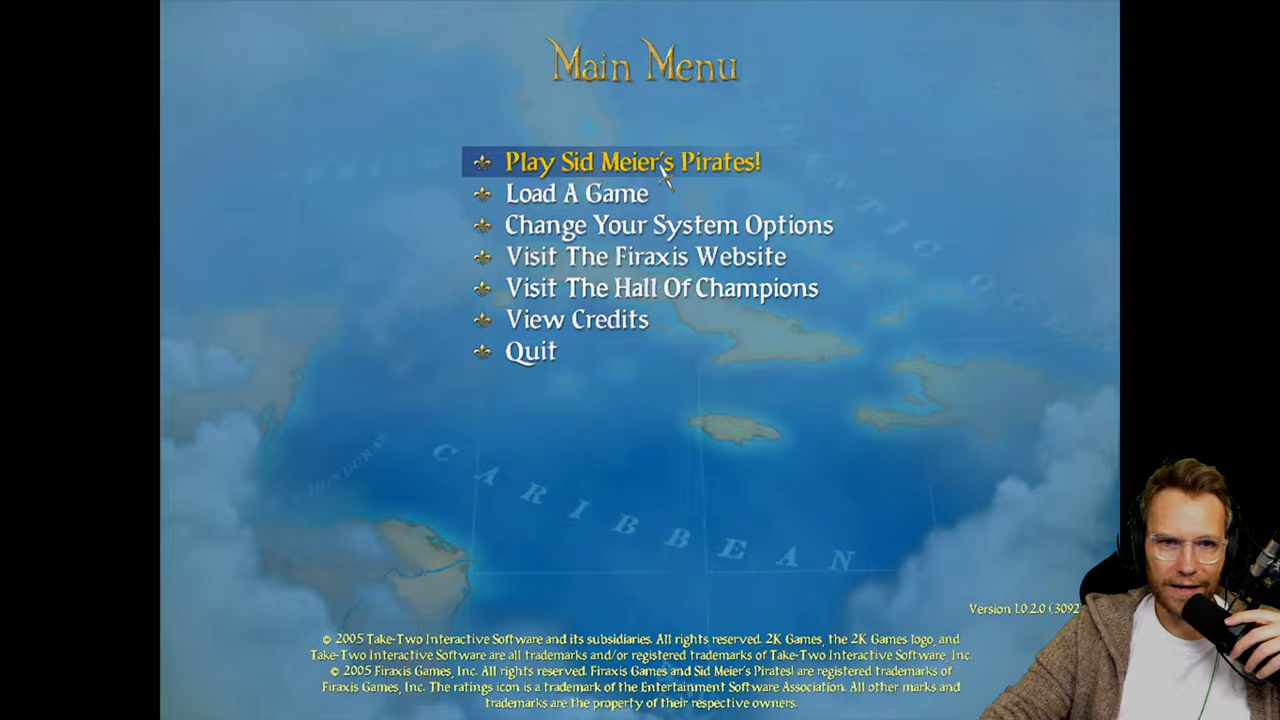 Main Menu
Play Sid Meier's Pirates!
Load A Game
Change Your System Options
Visit The Firaxis Website
Visit The Hall Of Champions
View Credits
Quit
CARIBBEAN
Version 1.0.2.0 (3092
© 2005 Take-Two Interactive Software and its subsidiaries. All rights reserved. 2K Games, the 2K Games logo, and
Take-Two Interactive Software are all trademarks and/or registered trademarks of Take-Two Interactive Software, Inc.
© 2005 Firaxis Games, Inc. All rights reserved. Firaxis Games and Sid Meier's Pirates! are registered trademarks of
Firaxis Games, Inc. The ratings icon is a trademark of the Entertainment Software Association. All other marks and
trademarks are the property of their respective owners.